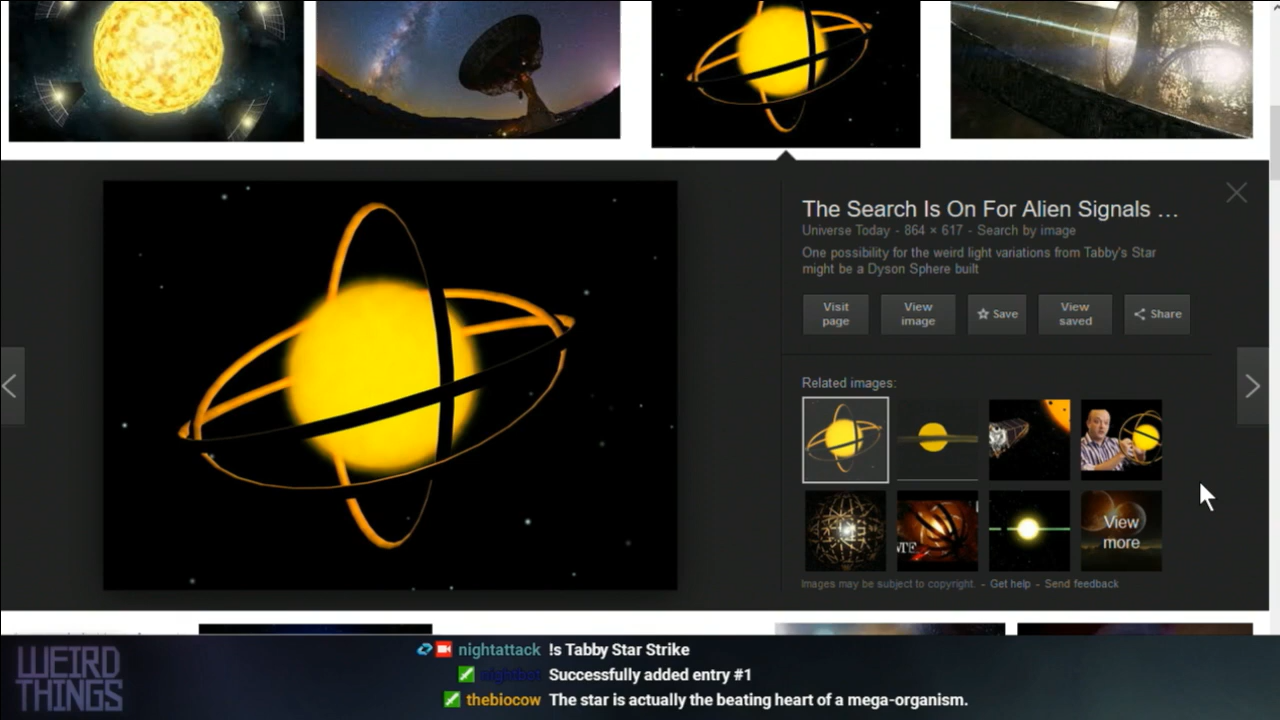 The Search Is On For Alien Signals ...
Universe Today - 864 × 617 - Search by image
One possibility for the weird light variations from Tabby's Star
might be a Dyson Sphere built
Visit
page
View
image
Save
View
saved
Share
Related images:
View
more
Images may be subject to copyright. - Get help - Send feedback
WEIRD
THINGS
nightattack !s Tabby Star Strike
nightbot Successfully added entry #1
thebiocow The star is actually the beating heart of a mega-organism.